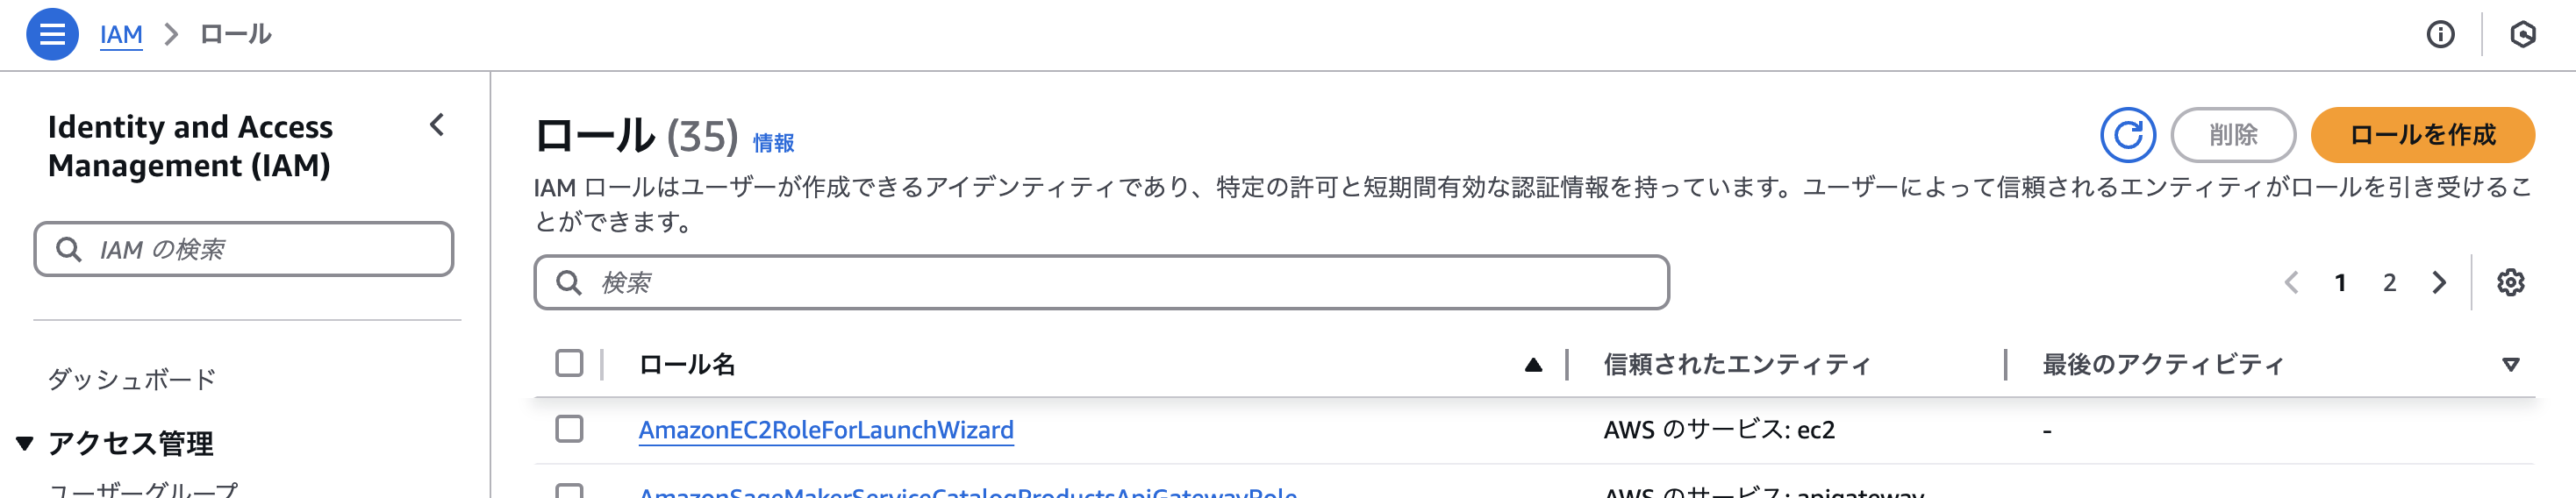 IAM
ロール
Identity and Access
Management (IAM)
IAM の検索
ダッシュボード
アクセス管理
ユーザーグループ
ロール (35) 情報
削除
ロールを作成
IAM ロールはユーザーが作成できるアイデンティティであり、特定の許可と短期間有効な認証情報を持っています。ユーザーによって信頼されるエンティティがロールを引き受けるこ
とができます。
検索
1 2
ロール名 信頼されたエンティティ 最後のアクティビティ
AmazonEC2RoleForLaunchWizard AWS のサービス: ec2 -
AmazonSageMakerServiceCatalogProductsApiGatewayRole AWS のサービス: apigateway